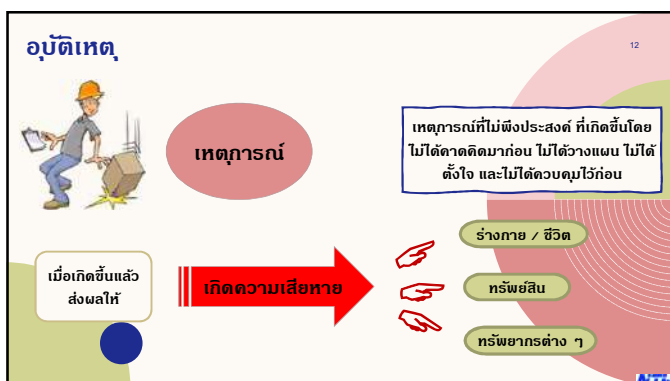 อุบัติเหตุ
12
เหตุการณ์
เหตุการณ์ที่ไม่พึงประสงค์ ที่เกิดขึ้นโดย
ไม่ได้คาดคิดมาก่อน ไม่ได้วางแผน ไม่ได้
ตั้งใจ และไม่ได้ควบคุมไว้ก่อน
เมื่อเกิดขึ้นแล้ว
ส่งผลให้
เกิดความเสียหาย
ร่างกาย / ชีวิต
ทรัพย์สิน
ทรัพยากรต่าง ๆ